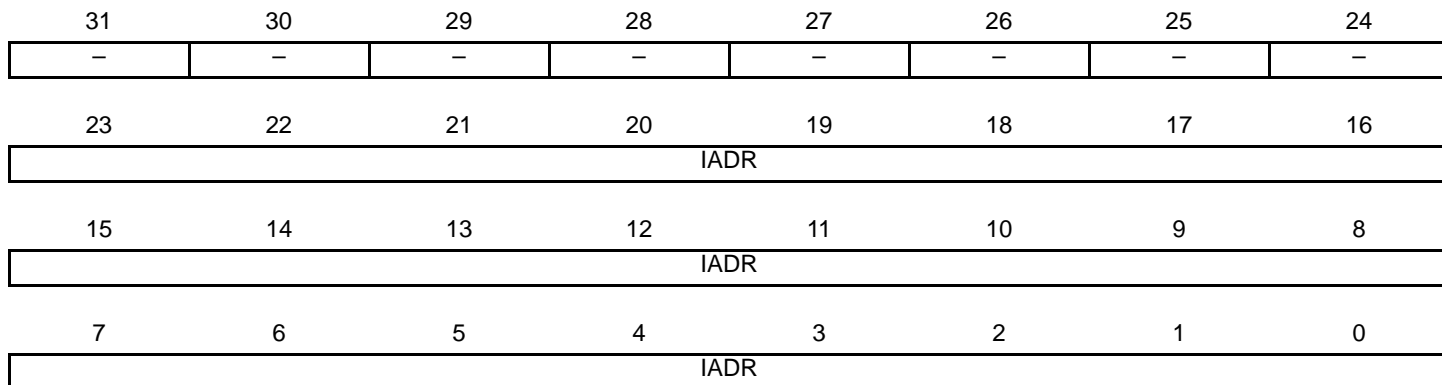 31 30 29 28 27 26 25 24
– – – – – – – –
23 22 21 20 19 18 17 16
IADR
15 14 13 12 11 10 9 8
IADR
7 6 5 4 3 2 1 0
IADR